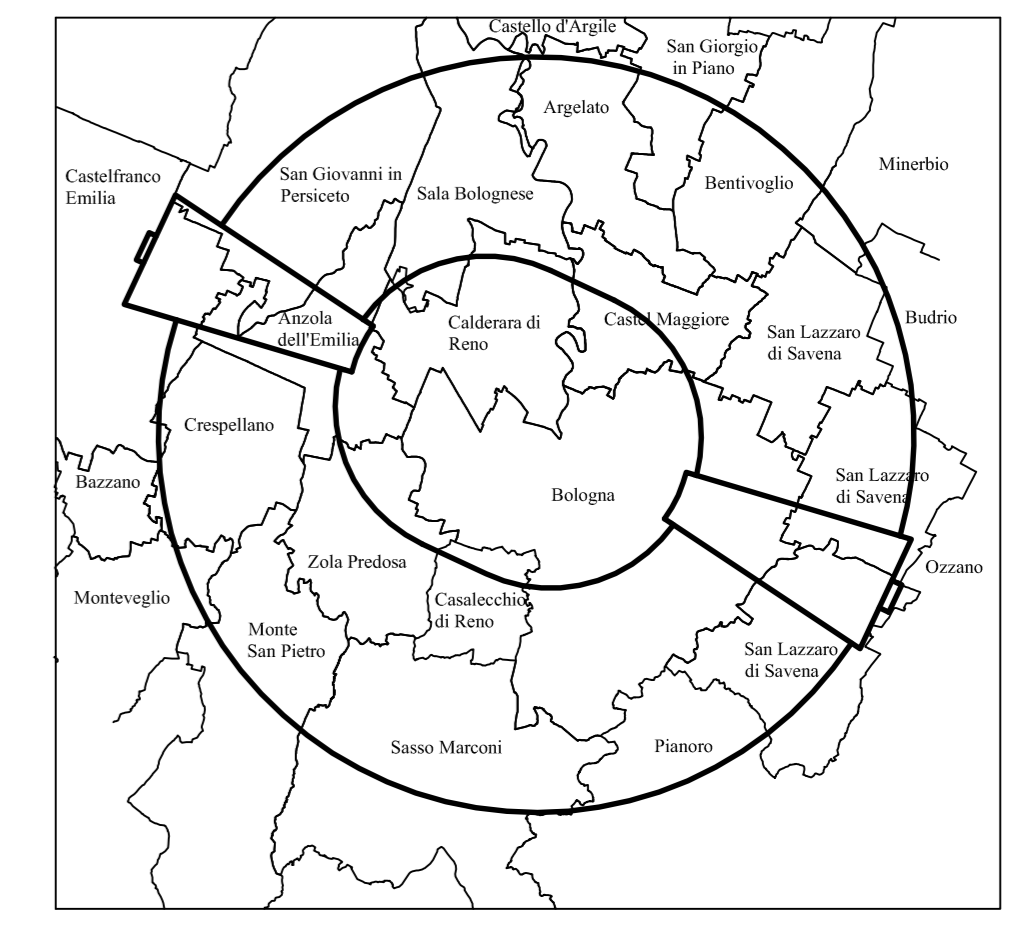 Castello d'Argile
San Giorgio
in Piano
Argelato
Minerbio
Castelfranco
Emilia
San Giovanni in
Persiceto
Sala Bolognese
Bentivoglio
Anzola
dell'Emilia
Calderara di
Reno
Castel Maggiore
San Lazzaro
di Savena
Budrio
Crespellano
Bazzano
Bologna
San Lazzaro
di Savena
Zola Predosa
Ozzano
Monteveglio
Casalecchio
di Reno
Monte
San Pietro
San Lazzaro
di Savena
Sasso Marconi
Pianoro